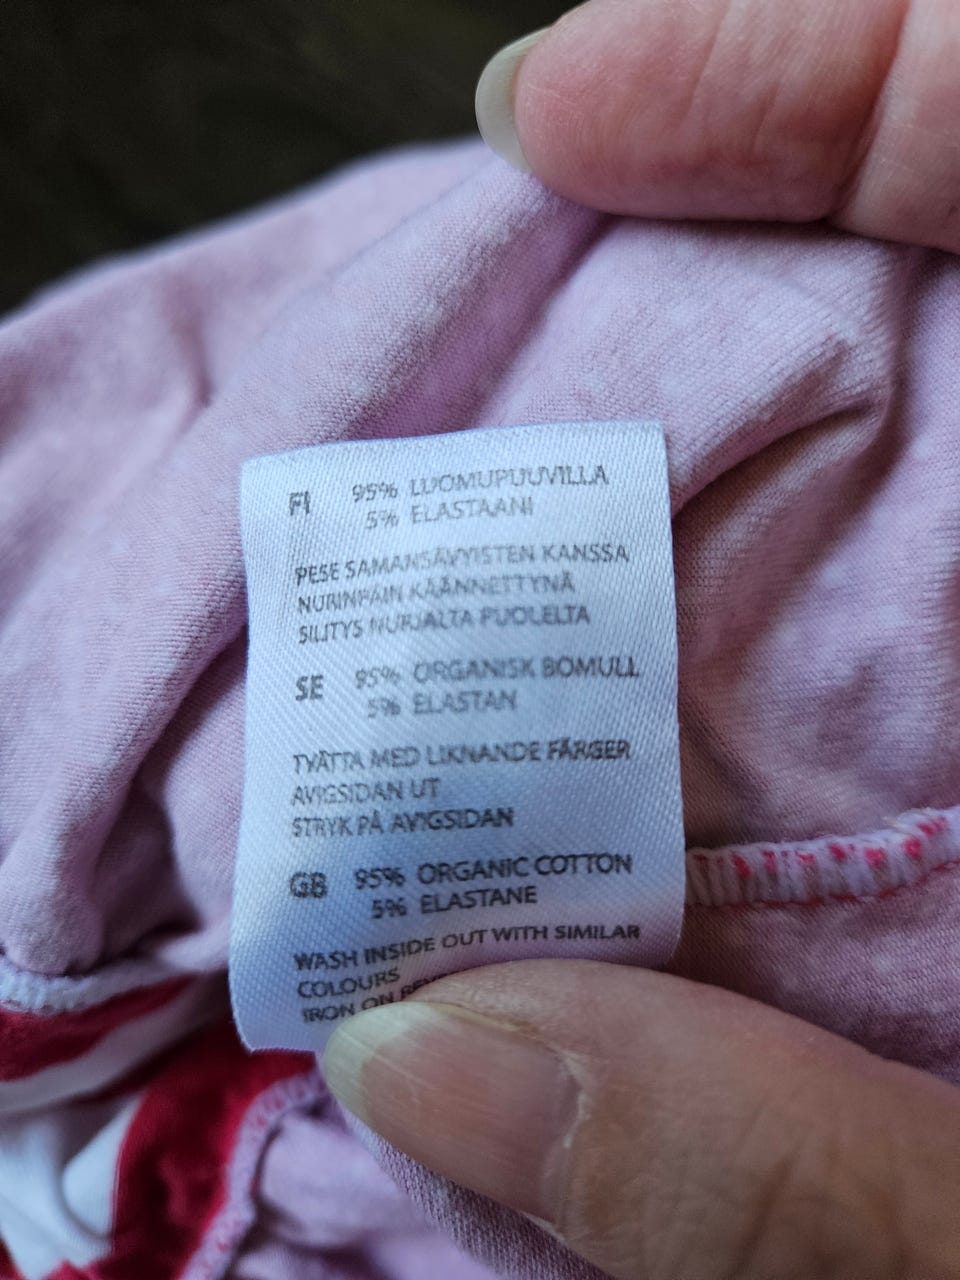 FI 95% LUOMUPUUVILLA
5% ELASTAANI
PESE SAMANSÄVYISTEN KANSSA
NURINPÄIN KÄÄNNETTYNÄ
SILITYS NURJALTA PUOLELTA
SE 95% ORGANISK BOMULL
5% ELASTAN
TVÄTTA MED LIKNANDE FÄRGER
AVIGSIDAN UT
STRYK PÅ AVIGSIDAN
GB 95% ORGANIC COTTON
5% ELASTANE
WASH INSIDE OUT WITH SIMILAR
COLOURS
IRON ON